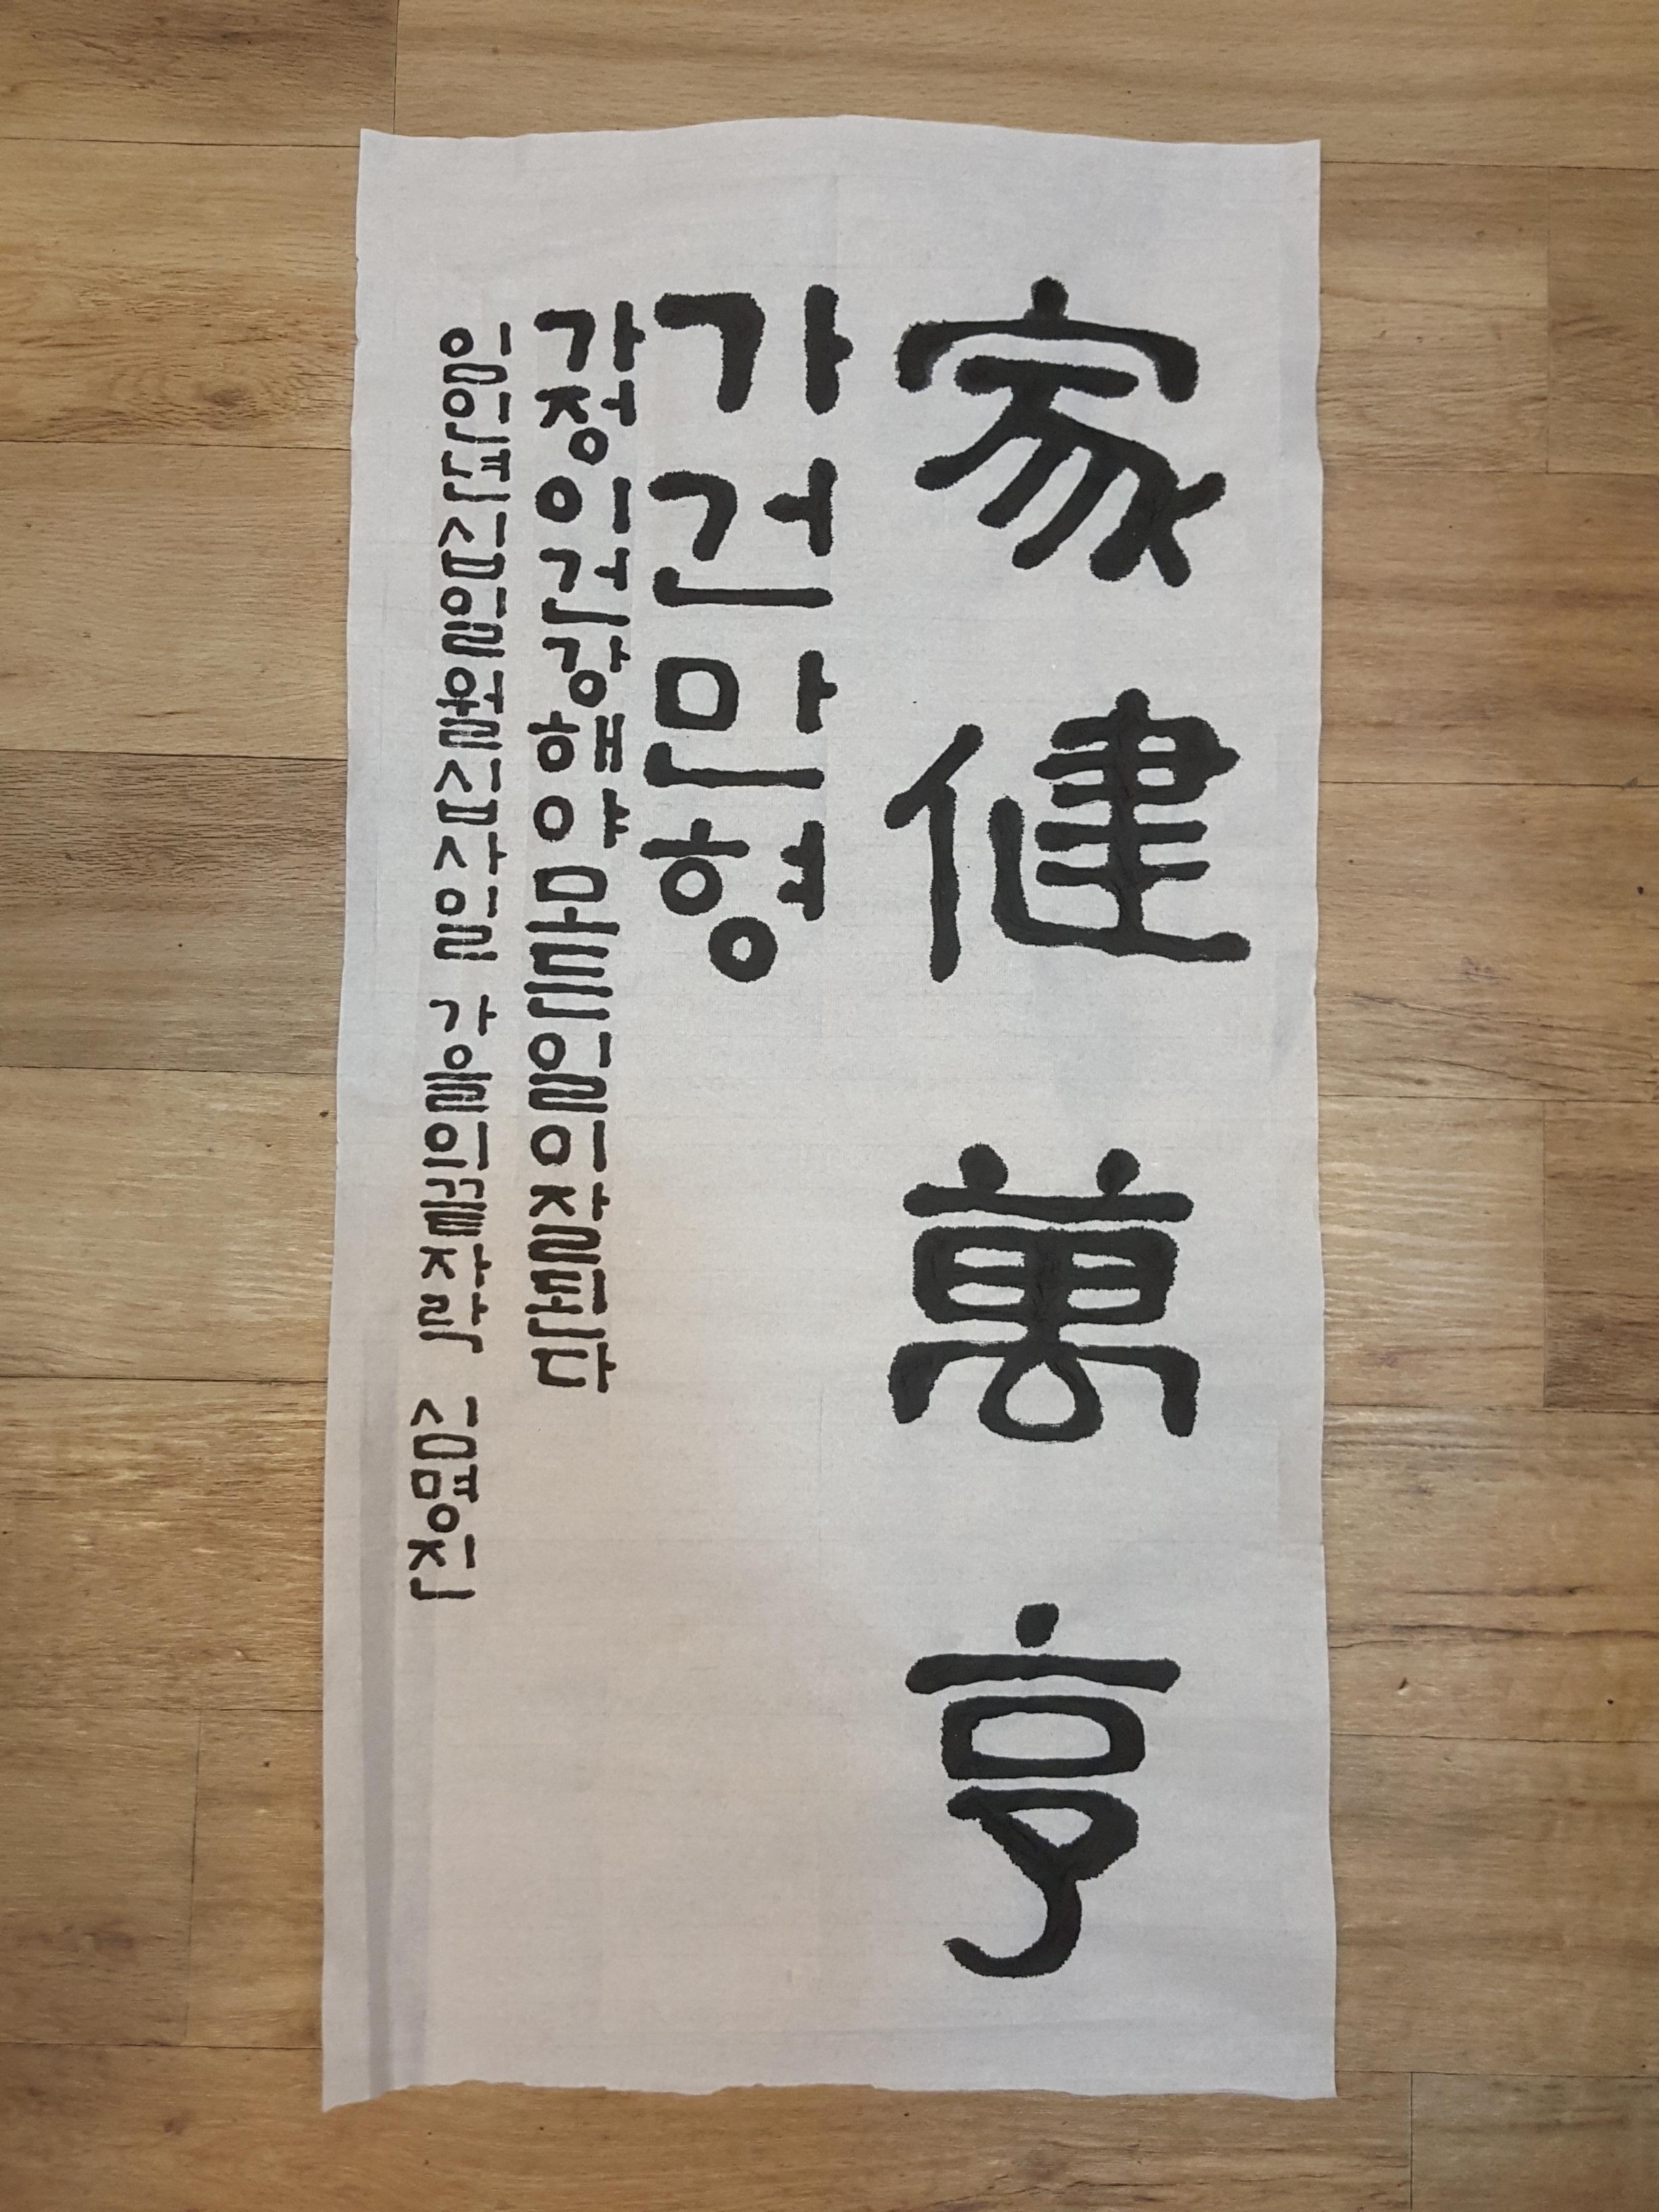 家健萬亨
가건만형
가정이건강해야모든일이잘된다
임인년십일월십사일 가을의끝자락 심명진